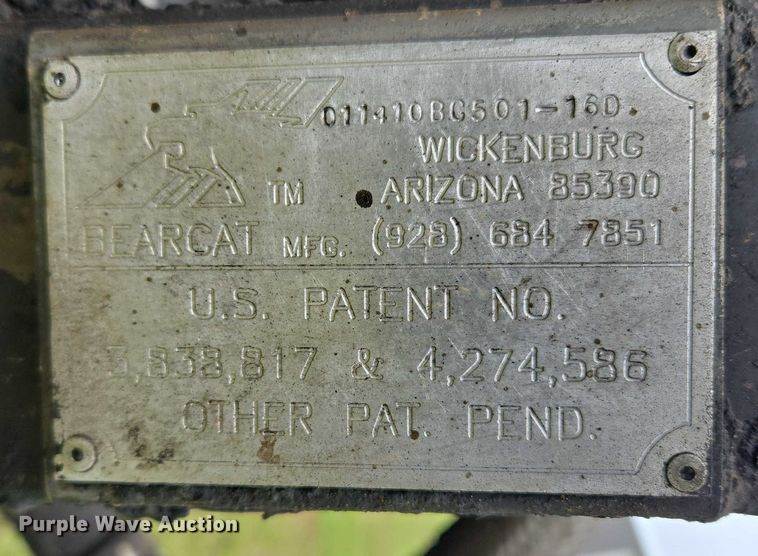 011410BC501-16D
WICKENBURG
TM ARIZONA 85390
BEARCAT MFG. (928) 684 7851
U.S. PATENT NO.
3,838,817 & 4,274,586
OTHER PAT. PEND.
Purple Wave Auction